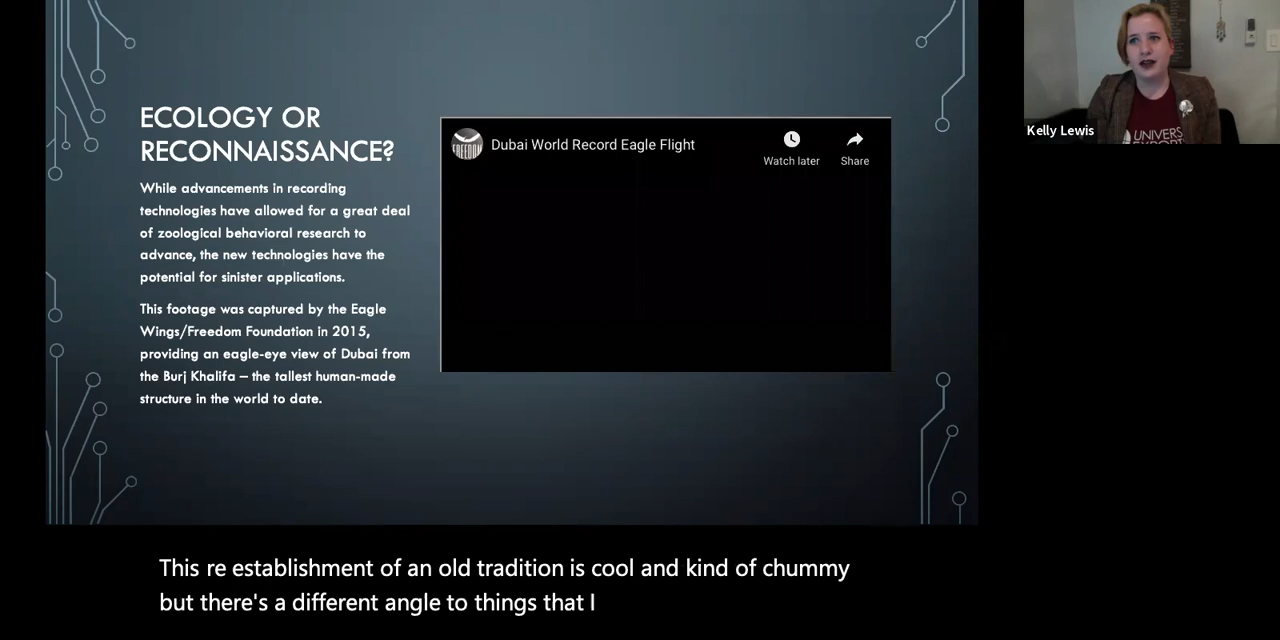 ECOLOGY OR
RECONNAISSANCE?
While advancements in recording
technologies have allowed for a great deal
of zoological behavioral research to
advance, the new technologies have the
potential for sinister applications.
This footage was captured by the Eagle
Wings/Freedom Foundation in 2015,
providing an eagle-eye view of Dubai from
the Burj Khalifa – the tallest human-made
structure in the world to date.
FREEDOM
Dubai World Record Eagle Flight
Watch later
Share
Kelly Lewis
This re establishment of an old tradition is cool and kind of chummy
but there's a different angle to things that I